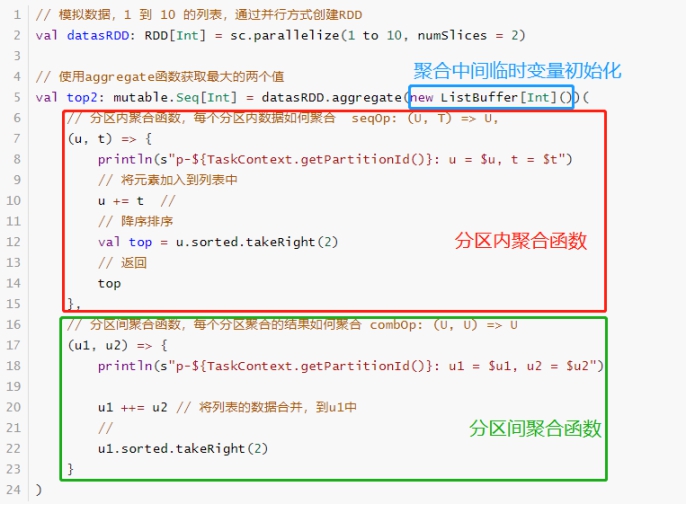 1 // 模拟数据，1 到 10 的列表，通过并行方式创建RDD
2 val datasRDD: RDD[Int] = sc.parallelize(1 to 10, numSlices = 2)
3
4 // 使用aggregate函数获取最大的两个值
聚合中间临时变量初始化
5 val top2: mutable.Seq[Int] = datasRDD.aggregate(new ListBuffer[Int]())(
6 // 分区内聚合函数，每个分区内数据如何聚合  seqOp: (U, T) => U,
7 (u, t) => {
8 println(s"p-${TaskContext.getPartitionId()}: u = $u, t = $t")
9 // 将元素加入到列表中
10 u += t  //
11 // 降序排序
12 val top = u.sorted.takeRight(2)
分区内聚合函数
13 // 返回
14 top
15 },
16 // 分区间聚合函数，每个分区聚合的结果如何聚合 combOp: (U, U) => U
17 (u1, u2) => {
18 println(s"p-${TaskContext.getPartitionId()}: u1 = $u1, u2 = $u2")
19
20 u1 ++= u2 // 将列表的数据合并，到u1中
21 //
分区间聚合函数
22 u1.sorted.takeRight(2)
23 }
24 )